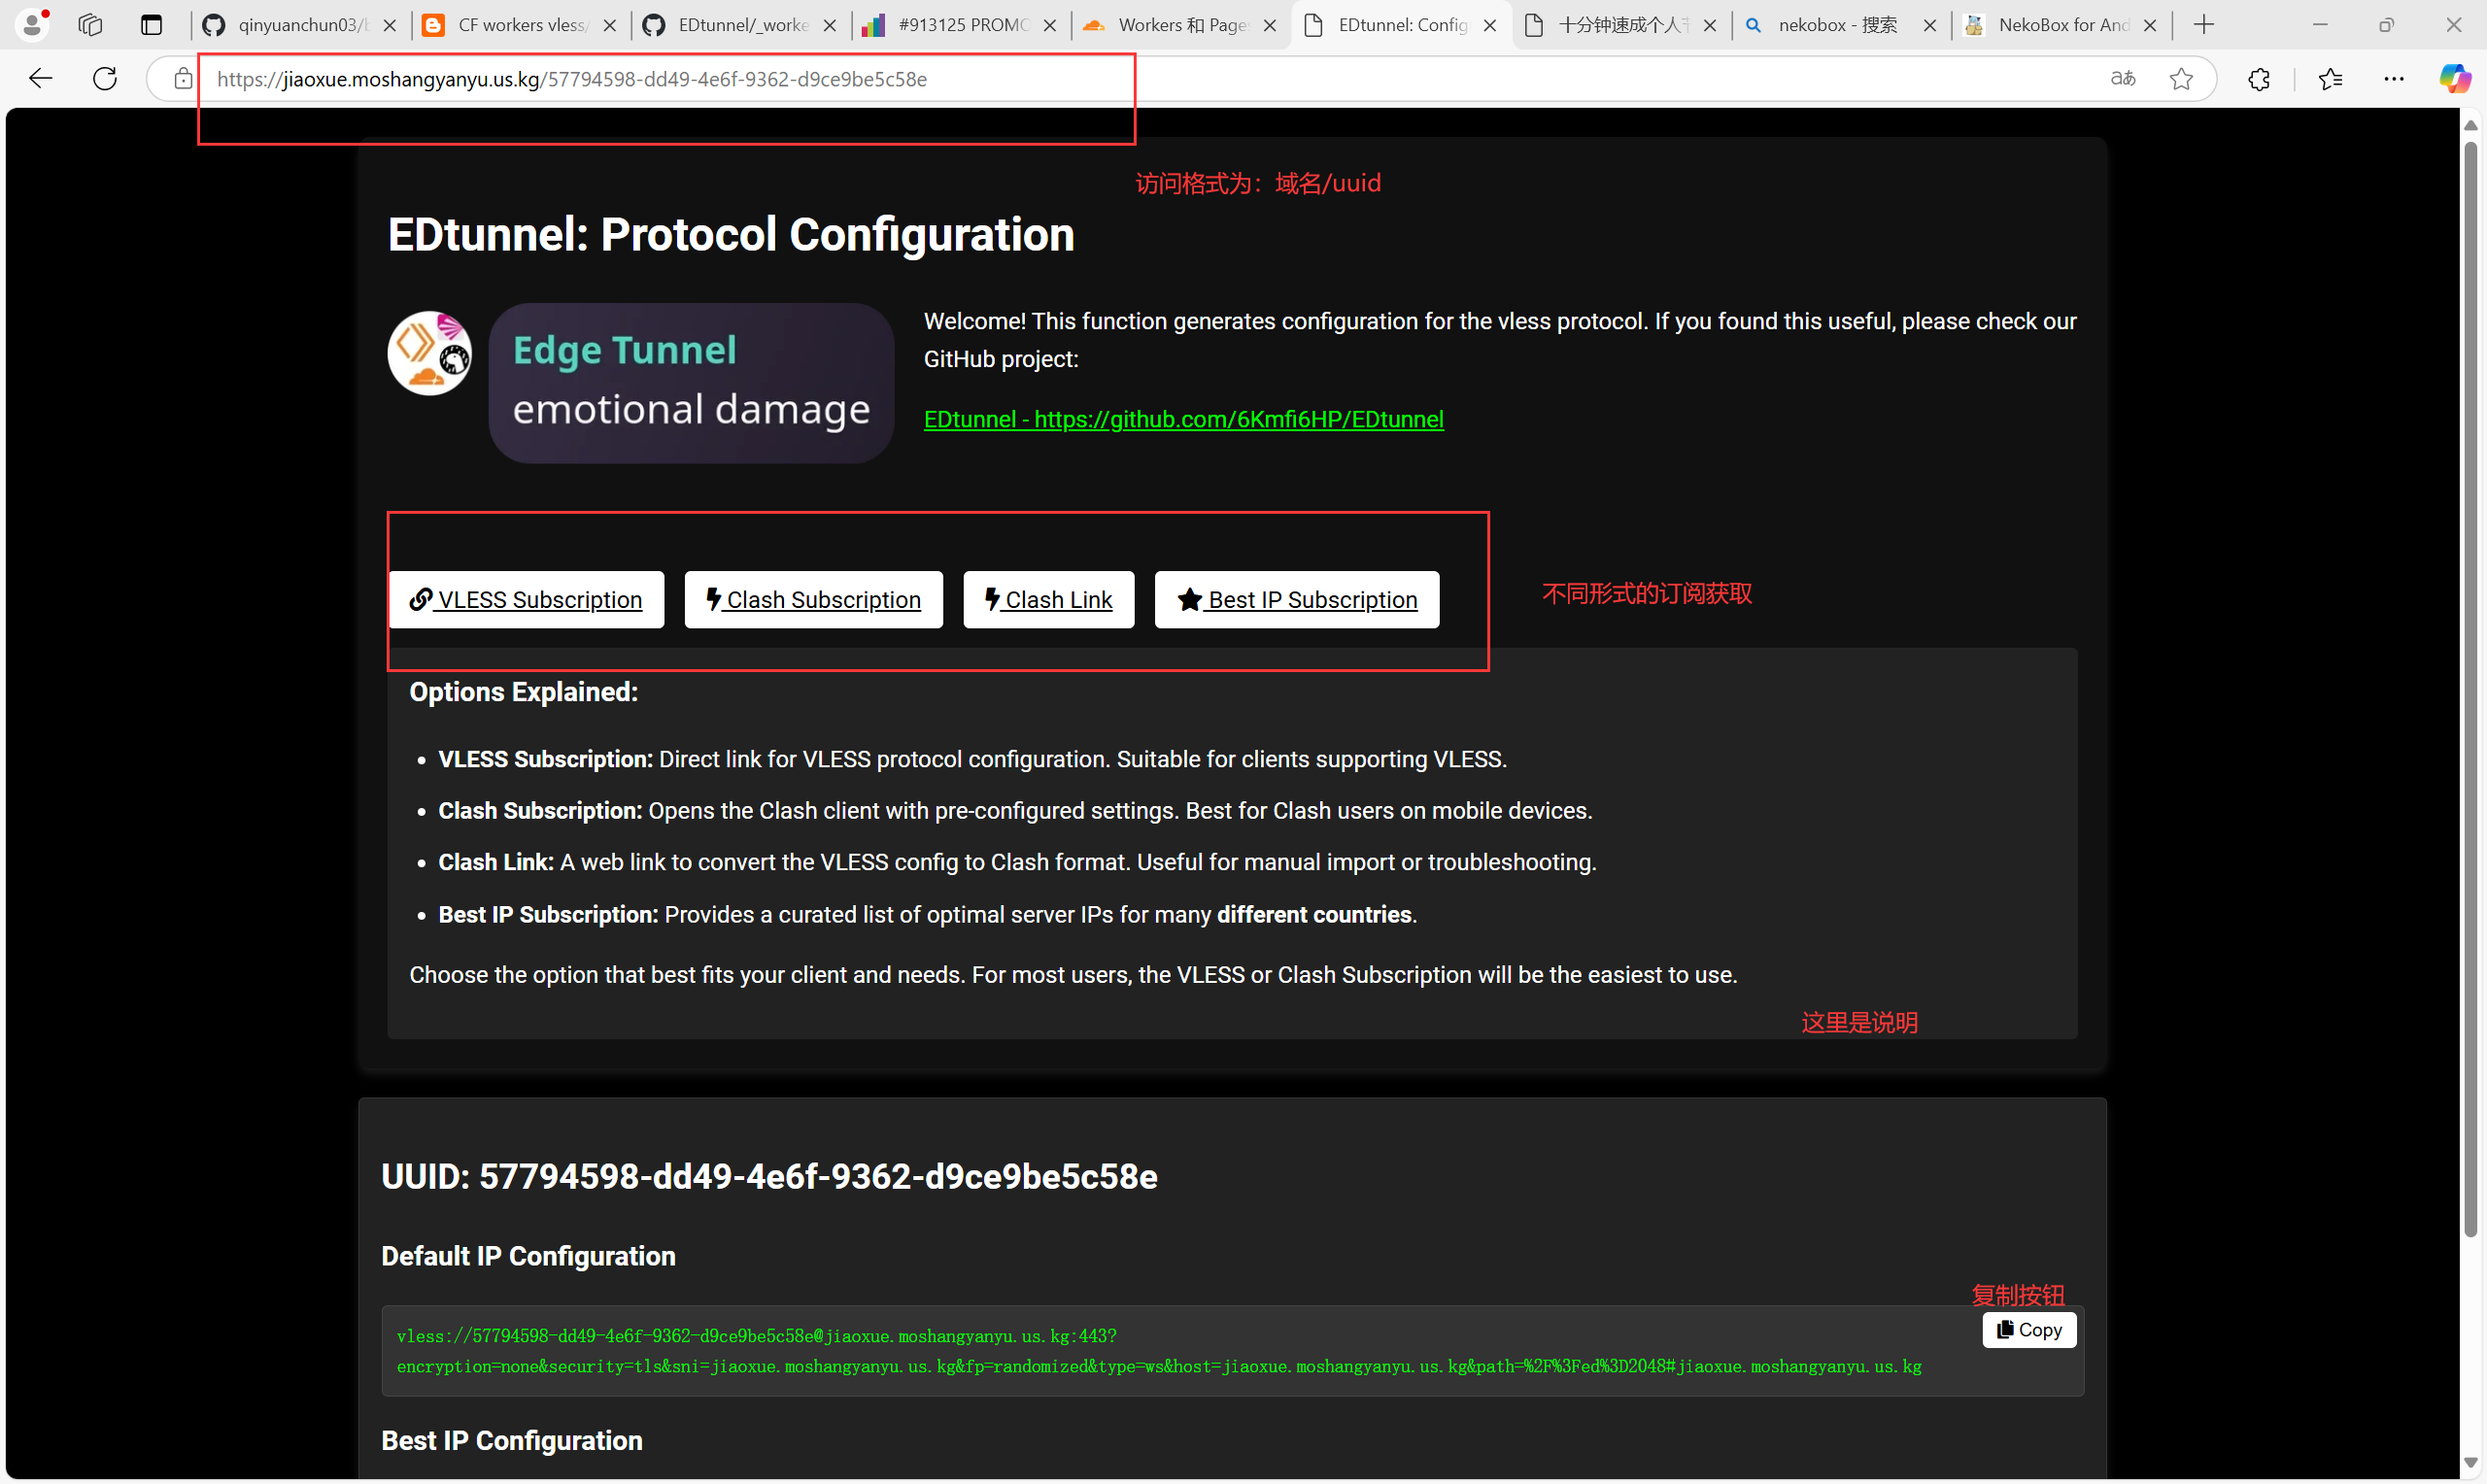 qinyuanchun03/b
CF workers vless/
EDtunnel/_worke
#913125 PROMO
Workers 和 Page
EDtunnel: Config
十分钟速成个人节
nekobox - 搜索
NekoBox for And
https://jiaoxue.moshangyanyu.us.kg/57794598-dd49-4e6f-9362-d9ce9be5c58e
访问格式为：域名/uuid
EDtunnel: Protocol Configuration
Edge Tunnel
emotional damage
Welcome! This function generates configuration for the vless protocol. If you found this useful, please check our
GitHub project:
EDtunnel - https://github.com/6Kmfi6HP/EDtunnel
VLESS Subscription
Clash Subscription
Clash Link
Best IP Subscription
不同形式的订阅获取
Options Explained:
• VLESS Subscription: Direct link for VLESS protocol configuration. Suitable for clients supporting VLESS.
• Clash Subscription: Opens the Clash client with pre-configured settings. Best for Clash users on mobile devices.
• Clash Link: A web link to convert the VLESS config to Clash format. Useful for manual import or troubleshooting.
• Best IP Subscription: Provides a curated list of optimal server IPs for many different countries.
Choose the option that best fits your client and needs. For most users, the VLESS or Clash Subscription will be the easiest to use.
这里是说明
UUID: 57794598-dd49-4e6f-9362-d9ce9be5c58e
Default IP Configuration
复制按钮
Copy
vless://57794598-dd49-4e6f-9362-d9ce9be5c58e@jiaoxue.moshangyanyu.us.kg:443?
encryption=none&security=tls&sni=jiaoxue.moshangyanyu.us.kg&fp=randomized&type=ws&host=jiaoxue.moshangyanyu.us.kg&path=%2F%3Fed%3D2048#jiaoxue.moshangyanyu.us.kg
Best IP Configuration